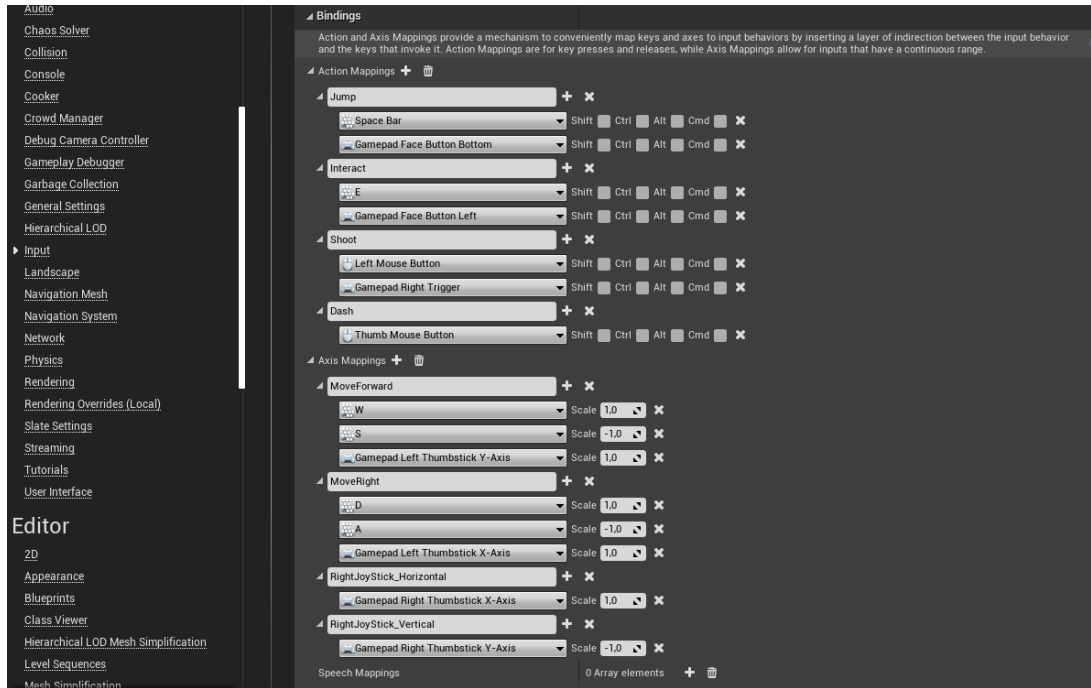 Audio
Chaos Solver
Collision
Console
Cooker
Crowd Manager
Debug Camera Controller
Gameplay Debugger
Garbage Collection
General Settings
Hierarchical LOD
Input
Landscape
Navigation Mesh
Navigation System
Network
Physics
Rendering
Rendering Overrides (Local)
Slate Settings
Streaming
Tutorials
User Interface
Editor
2D
Appearance
Blueprints
Class Viewer
Hierarchical LOD Mesh Simplification
Level Sequences
Mesh Simplification
Bindings
Action and Axis Mappings provide a mechanism to conveniently map keys and axes to input behaviors by inserting a layer of indirection between the input behavior
and the keys that invoke it. Action Mappings are for key presses and releases, while Axis Mappings allow for inputs that have a continuous range.
Action Mappings
Jump
Space Bar Shift Ctrl Alt Cmd
Gamepad Face Button Bottom Shift Ctrl Alt Cmd
Interact
E Shift Ctrl Alt Cmd
Gamepad Face Button Left Shift Ctrl Alt Cmd
Shoot
Left Mouse Button Shift Ctrl Alt Cmd
Gamepad Right Trigger Shift Ctrl Alt Cmd
Dash
Thumb Mouse Button Shift Ctrl Alt Cmd
Axis Mappings
MoveForward
W Scale 1,0
S Scale -1,0
Gamepad Left Thumbstick Y-Axis Scale 1,0
MoveRight
D Scale 1,0
A Scale -1,0
Gamepad Left Thumbstick X-Axis Scale 1,0
RightJoyStick_Horizontal
Gamepad Right Thumbstick X-Axis Scale 1,0
RightJoyStick_Vertical
Gamepad Right Thumbstick Y-Axis Scale -1,0
Speech Mappings 0 Array elements